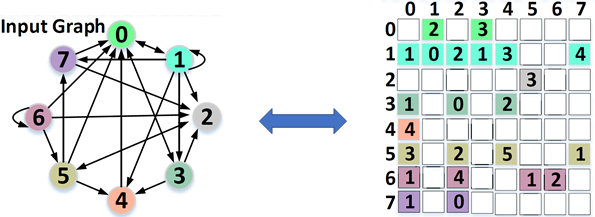 Input Graph
0
7 1
6 2
5 3
4
0 1 2 3 4 5 6 7
0 2 3
1 1 0 2 1 3 4
2 3
3 1 0 2
4 4
5 3 2 5 1
6 1 4 1 2
7 1 0